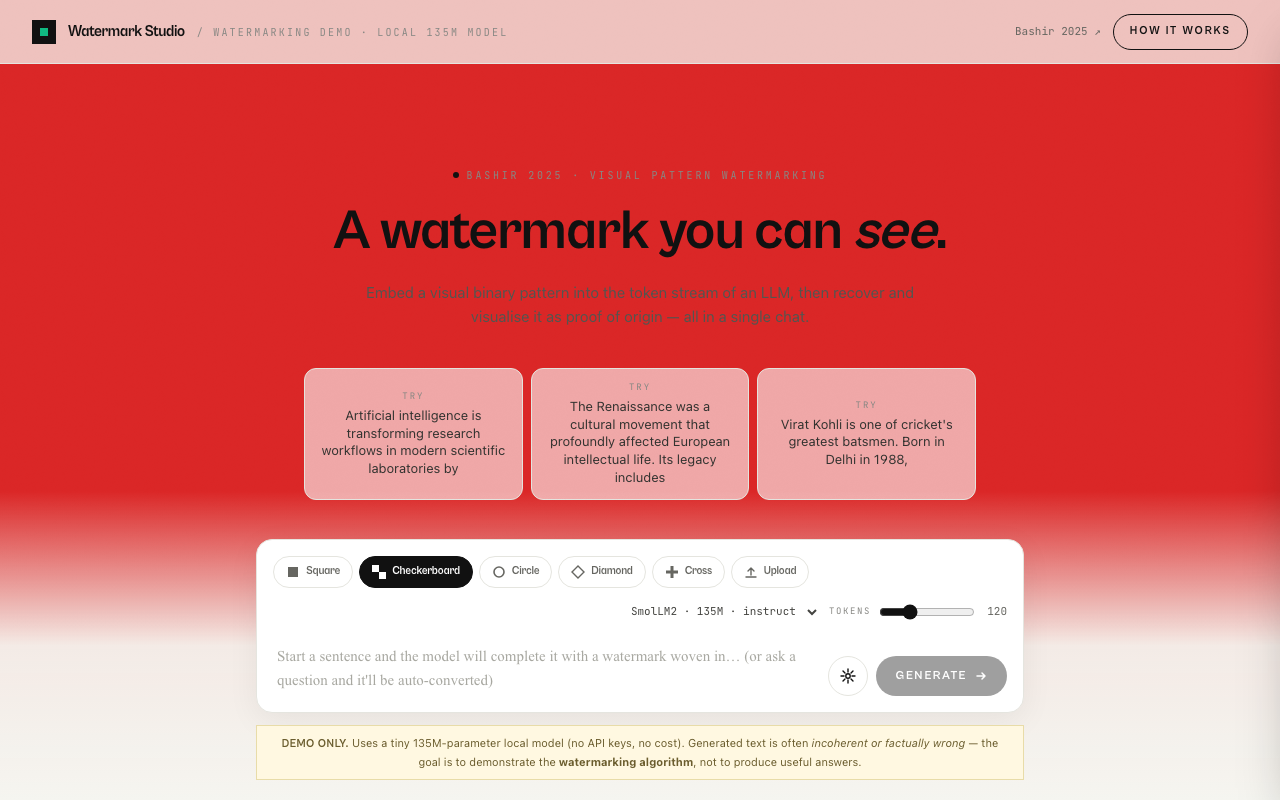 Watermark Studio / WATERMARKING DEMO · LOCAL 135M MODEL
Bashir 2025 ↗ HOW IT WORKS
BASHIR 2025 · VISUAL PATTERN WATERMARKING
A watermark you can see.
Embed a visual binary pattern into the token stream of an LLM, then recover and
visualise it as proof of origin — all in a single chat.
TRY
Artificial intelligence is
transforming research
workflows in modern scientific
laboratories by
TRY
The Renaissance was a
cultural movement that
profoundly affected European
intellectual life. Its legacy
includes
TRY
Virat Kohli is one of cricket's
greatest batsmen. Born in
Delhi in 1988,
Square Checkerboard Circle Diamond Cross Upload
SmolLM2 · 135M · instruct TOKENS 120
Start a sentence and the model will complete it with a watermark woven in… (or ask a
question and it'll be auto-converted)
GENERATE →
DEMO ONLY. Uses a tiny 135M-parameter local model (no API keys, no cost). Generated text is often incoherent or factually wrong — the
goal is to demonstrate the watermarking algorithm, not to produce useful answers.